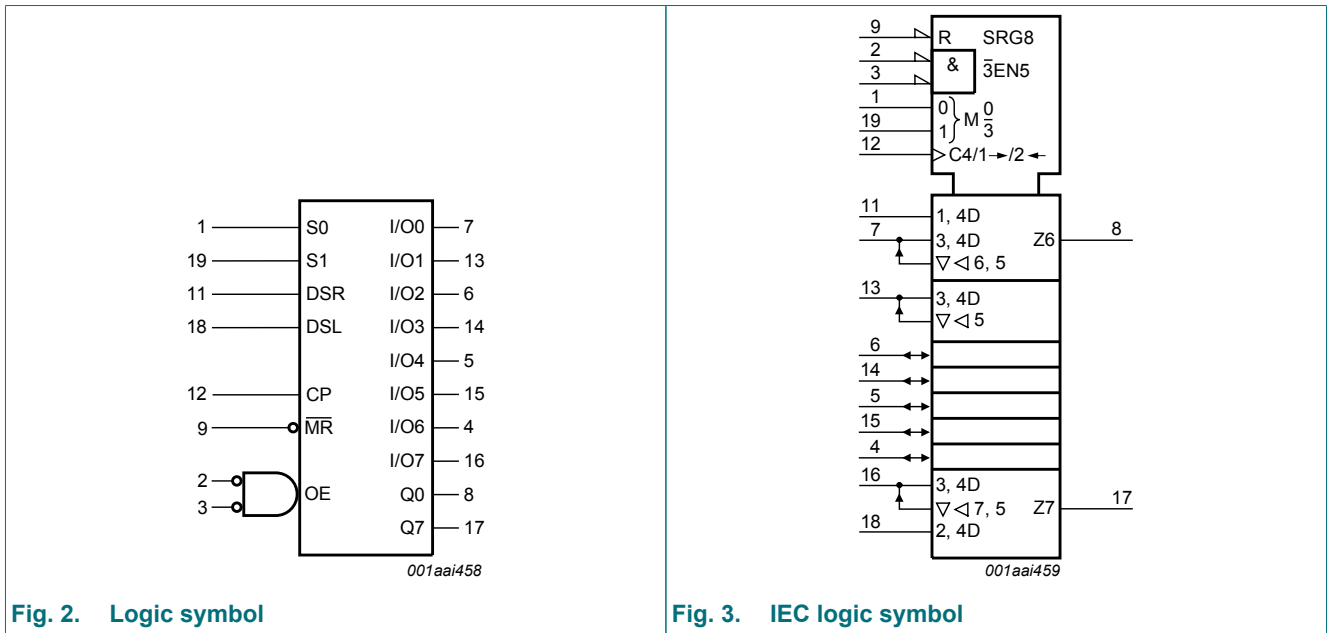 1 S0 I/O0 7
19 S1 I/O1 13
11 DSR I/O2 6
18 DSL I/O3 14
I/O4 5
12 CP I/O5 15
9 MR I/O6 4
I/O7 16
2
3 OE Q0 8
Q7 17
001aai458
Fig. 2. Logic symbol
9 R SRG8
2 & 3̅EN5
3
1 0 } M 0/3
19 1
12 C4/1→/2←
11 1, 4D
7 3, 4D Z6 8
▽ ◁ 6, 5
13 3, 4D
▽ ◁ 5
6
14
5
15
4
16 3, 4D
▽ ◁ 7, 5 Z7 17
18 2, 4D
001aai459
Fig. 3. IEC logic symbol